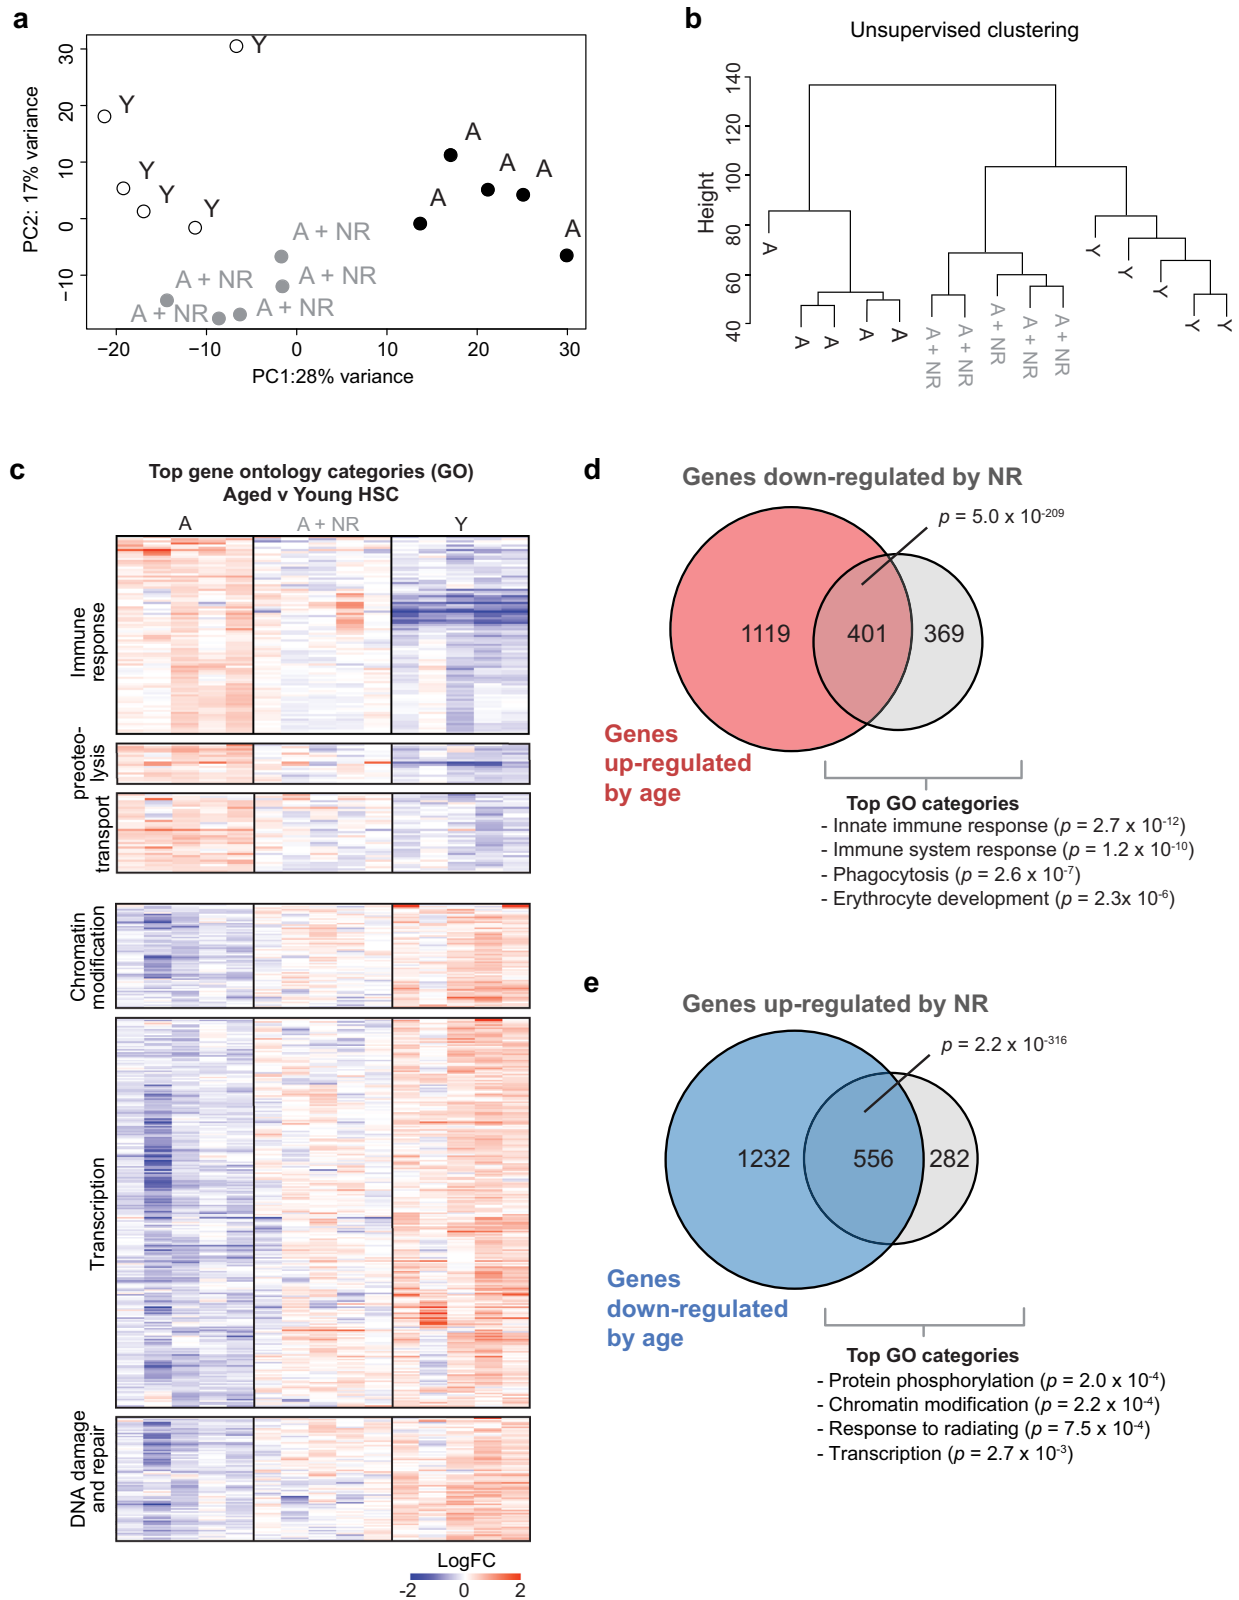 a
30
20
10
0
−10
PC2: 17% variance
Y
Y
Y
Y
Y
A
A
A
A
A
A + NR
A + NR
A + NR
A + NR
A + NR
−20
−10
0
10
20
30
PC1:28% variance
b
Unsupervised clustering
140
120
100
80
60
40
Height
A
A
A
A
A
A + NR
A + NR
A + NR
A + NR
A + NR
Y
Y
Y
Y
Y
c
Top gene ontology categories (GO)
Aged v Young HSC
A
A + NR
Y
Immune
response
preoteo-
lysis
transport
Chromatin
modification
Transcription
DNA damage
and repair
LogFC
-2
0
2
d
Genes down-regulated by NR
p = 5.0 x 10-209
1119
401
369
Genes
up-regulated
by age
Top GO categories
- Innate immune response (p = 2.7 x 10-12)
- Immune system response (p = 1.2 x 10-10)
- Phagocytosis (p = 2.6 x 10-7)
- Erythrocyte development (p = 2.3x 10-6)
e
Genes up-regulated by NR
p = 2.2 x 10-316
1232
556
282
Genes
down-regulated
by age
Top GO categories
- Protein phosphorylation (p = 2.0 x 10-4)
- Chromatin modification (p = 2.2 x 10-4)
- Response to radiating (p = 7.5 x 10-4)
- Transcription (p = 2.7 x 10-3)